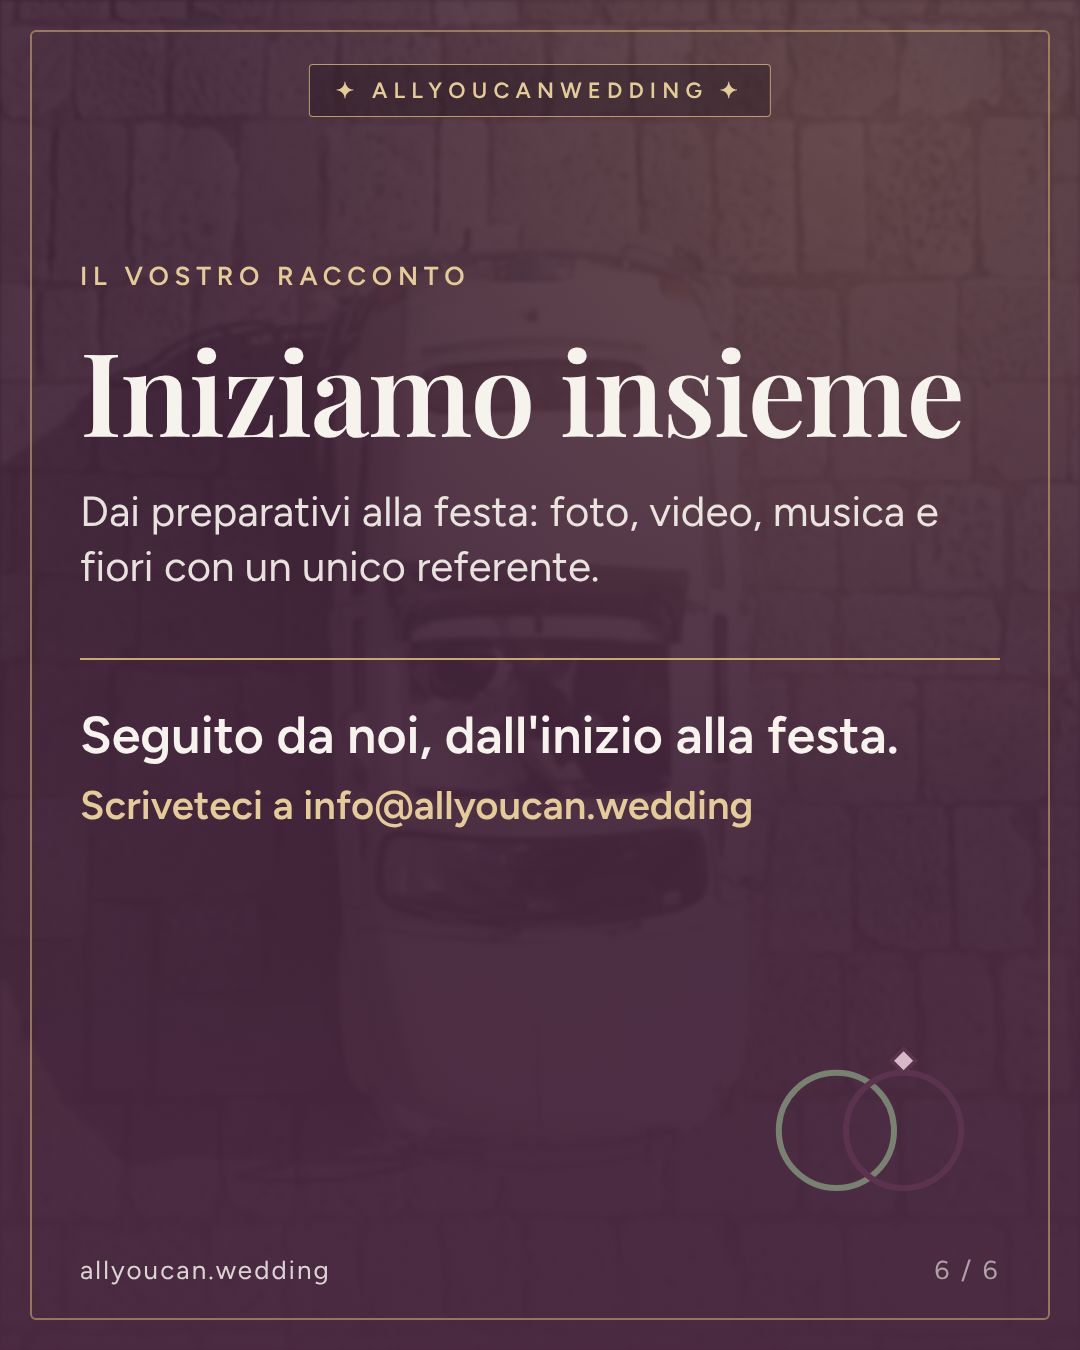 ✦ ALLYOUCANWEDDING ✦
IL VOSTRO RACCONTO
Iniziamo insieme
Dai preparativi alla festa: foto, video, musica e
fiori con un unico referente.
Seguito da noi, dall'inizio alla festa.
Scriveteci a info@allyoucan.wedding
allyoucan.wedding
6 / 6